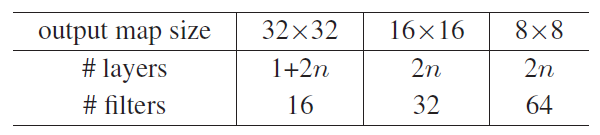 output map size 32×32 16×16 8×8
# layers 1+2n 2n 2n
# filters 16 32 64